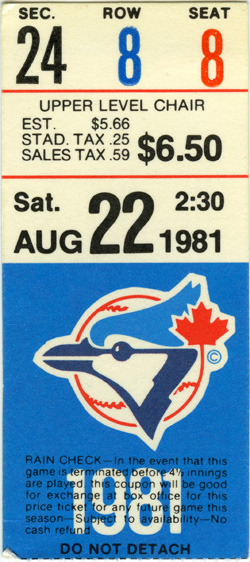 SEC. ROW SEAT
24 8 8
UPPER LEVEL CHAIR
EST. $5.66
STAD. TAX .25
SALES TAX .59 $6.50
Sat. 2:30
AUG 22 1981
©
RAIN CHECK—In the event that this
game is terminated before 4½ innings
are played, this coupon will be good
for exchange at box office for this
price ticket to any future game this
season—Subject to availability—No
cash refund
1981
DO NOT DETACH